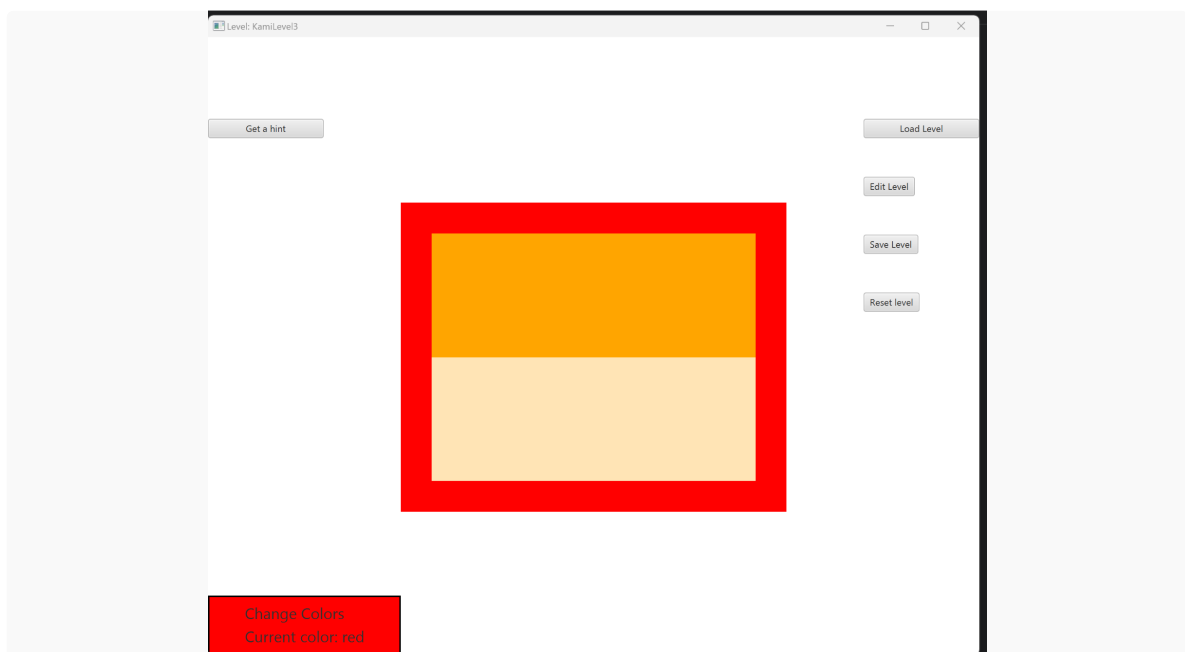 Level: KamiLevel3
Get a hint
Load Level
Edit Level
Save Level
Reset level
Change Colors
Current color: red